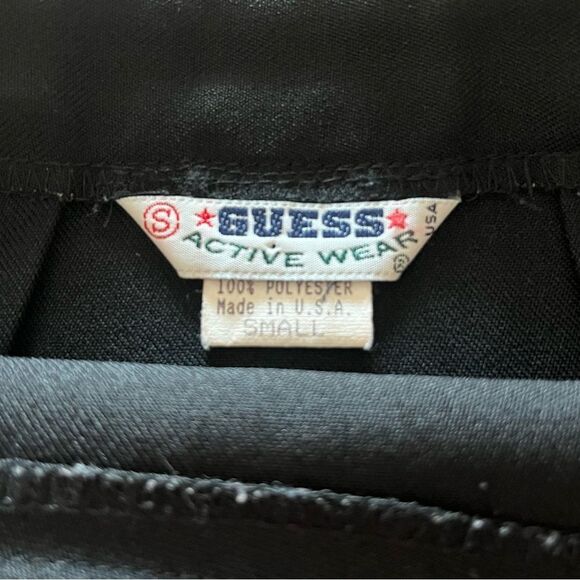 S ★GUESS★ USA
ACTIVE WEAR ®
100% POLYESTER
Made in U.S.A.
SMALL